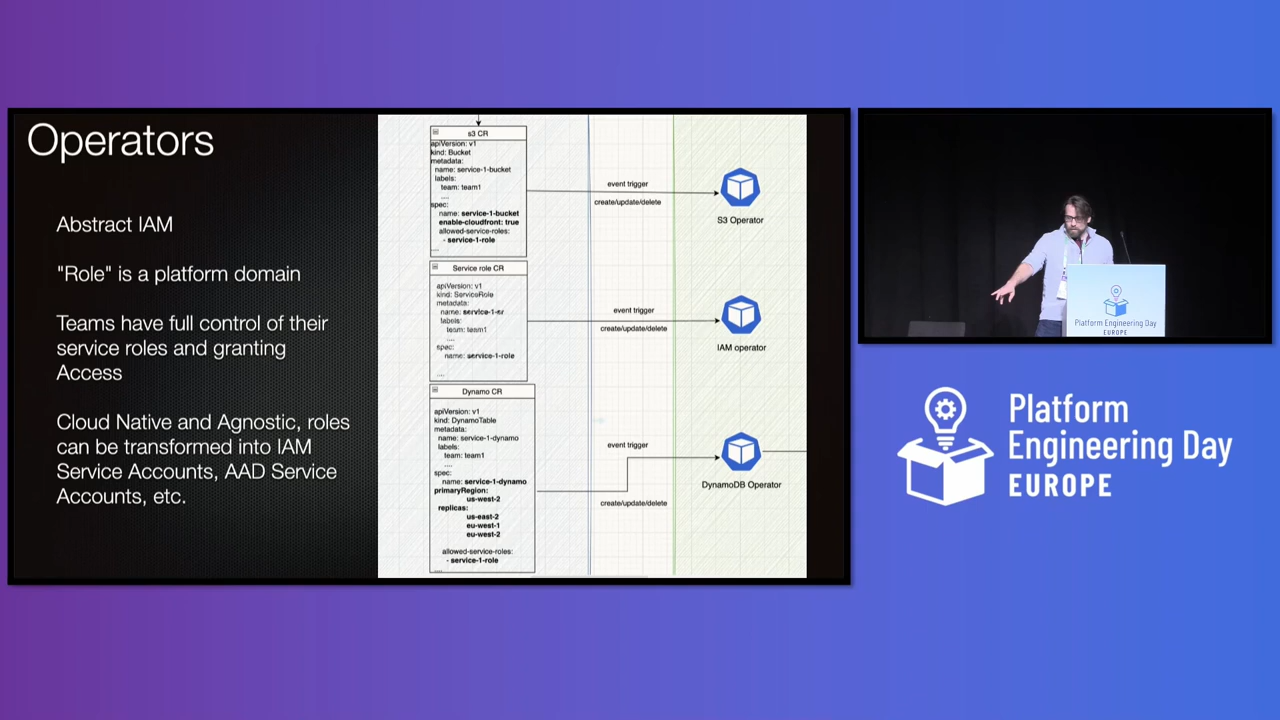 Operators
Abstract IAM
"Role" is a platform domain
Teams have full control of their
service roles and granting
Access
Cloud Native and Agnostic, roles
can be transformed into IAM
Service Accounts, AAD Service
Accounts, etc.
s3 CR
apiVersion: v1
kind: Bucket
metadata:
name: service-1-bucket
labels:
team: team1
....
spec:
name: service-1-bucket
enable-cloudfront: true
allowed-service-roles:
- service-1-role
....
event trigger
create/update/delete
S3 Operator
Service role CR
apiVersion: v1
kind: ServiceRole
metadata:
name: service-1-sr
labels:
team: team1
....
spec:
name: service-1-role
....
event trigger
create/update/delete
IAM operator
Dynamo CR
apiVersion: v1
kind: DynamoTable
metadata:
name: service-1-dynamo
labels:
team: team1
....
spec:
name: service-1-dynamo
primaryRegion:
us-west-2
replicas:
us-east-2
eu-west-1
eu-west-2
allowed-service-roles:
- service-1-role
....
event trigger
create/update/delete
DynamoDB Operator
Platform Engineering Day
EUROPE
Platform
Engineering Day
EUROPE